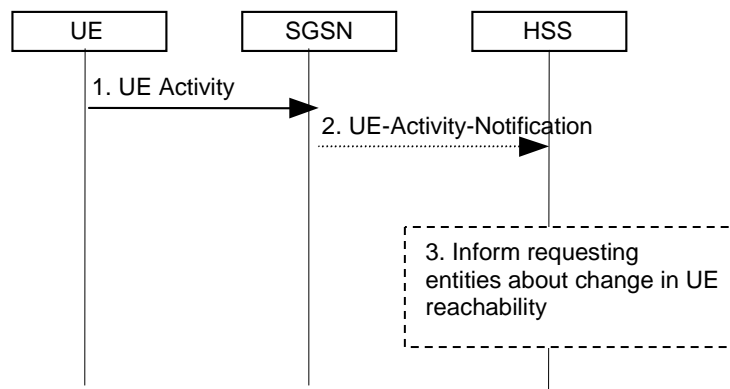 UE
SGSN
HSS
1. UE Activity
2. UE-Activity-Notification
3. Inform requesting
entities about change in UE
reachability